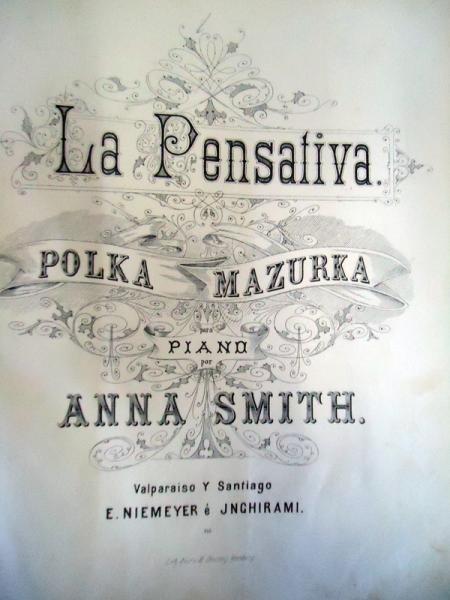 La Pensativa.
POLKA MAZURKA
para
PIANO
por
ANNA SMITH.
Valparaiso Y Santiago
E. NIEMEYER é JNGHIRAMI.